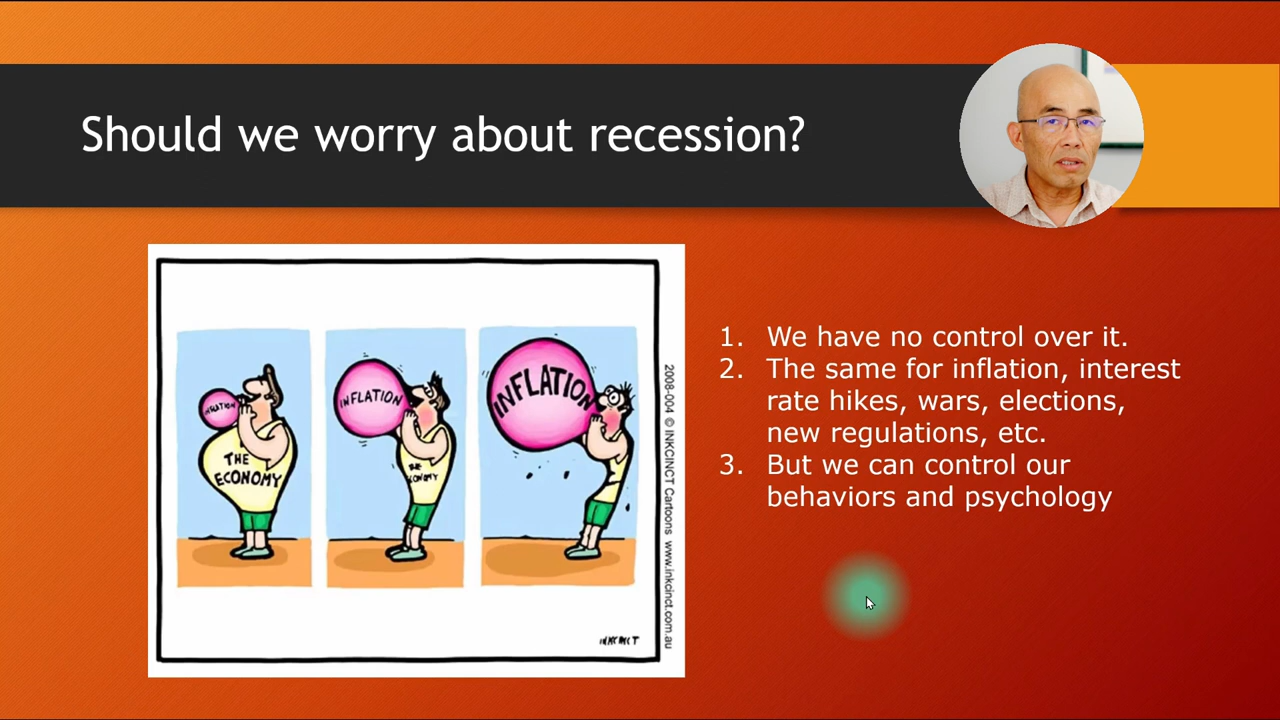 Should we worry about recession?
INFLATION
THE
ECONOMY
INFLATION
THE
ECONOMY
INFLATION
2008-004 © INKCINCT Cartoons www.inkcinct.com.au
INKCINCT
1. We have no control over it.
2. The same for inflation, interest
rate hikes, wars, elections,
new regulations, etc.
3. But we can control our
behaviors and psychology